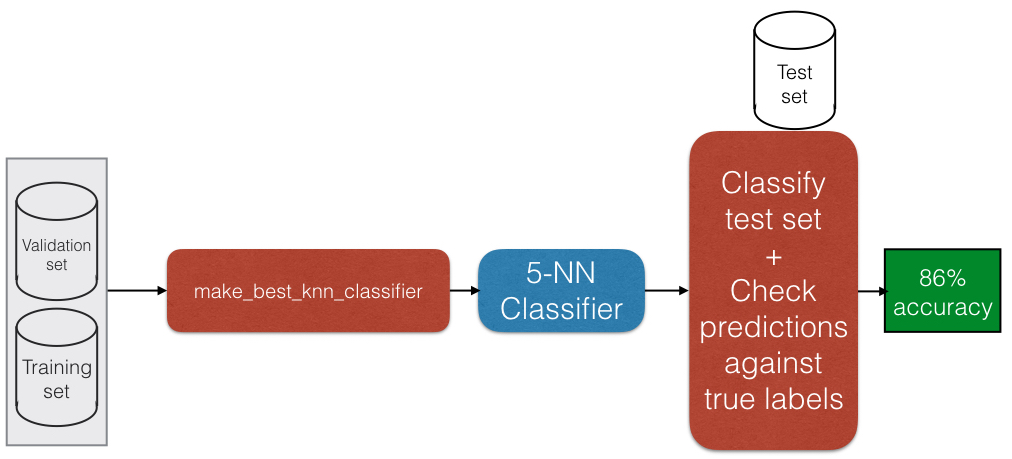 Validation
set
Training
set
make_best_knn_classifier
5-NN
Classifier
Test
set
Classify
test set
+
Check
predictions
against
true labels
86%
accuracy